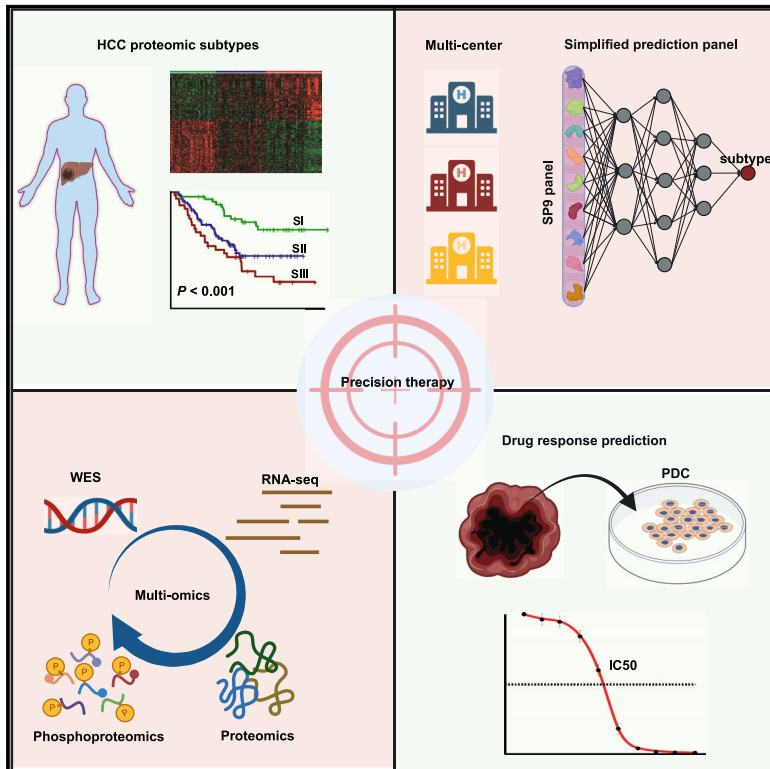 HCC proteomic subtypes
SI
SII
SIII
P < 0.001
Multi-center
Simplified prediction panel
H
H
H
SP9 panel
subtype
Precision therapy
WES
RNA-seq
Multi-omics
P
P
P
P
P
P
Phosphoproteomics
Proteomics
Drug response prediction
PDC
IC50